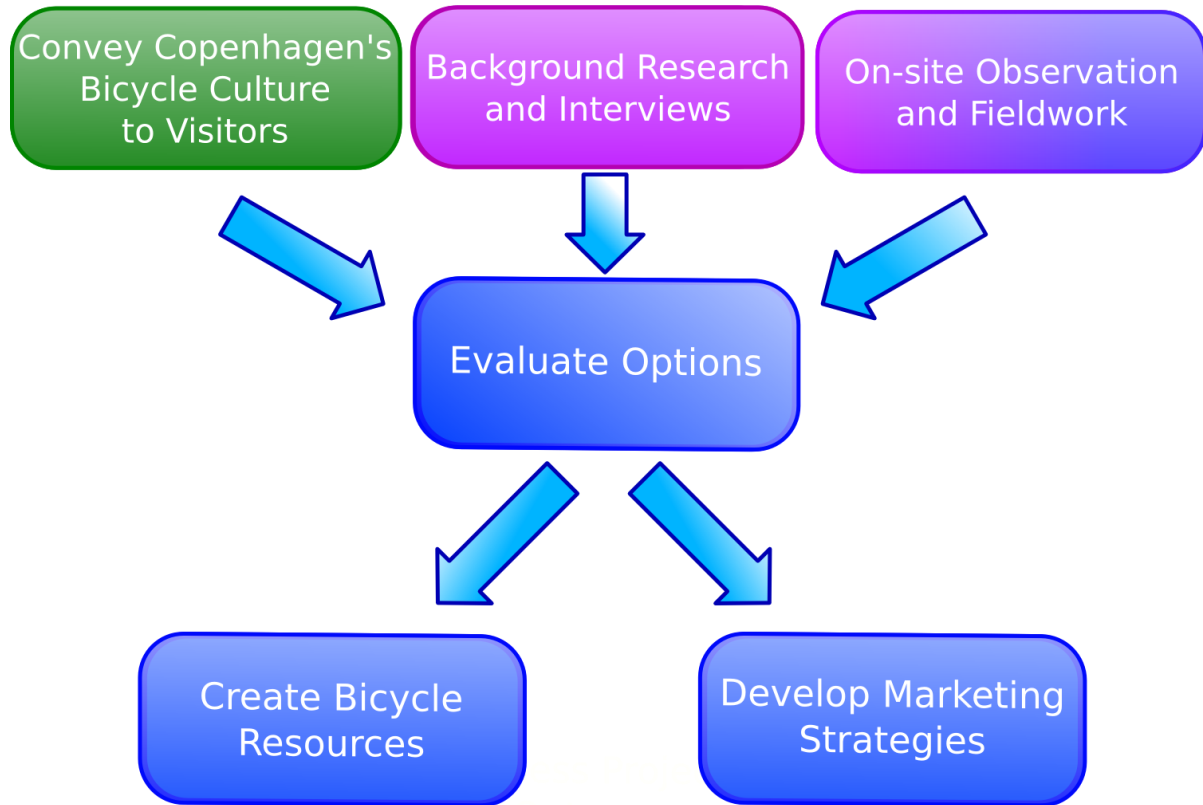 Convey Copenhagen's
Bicycle Culture
to Visitors
Background Research
and Interviews
On-site Observation
and Fieldwork
Evaluate Options
Create Bicycle
Resources
Develop Marketing
Strategies